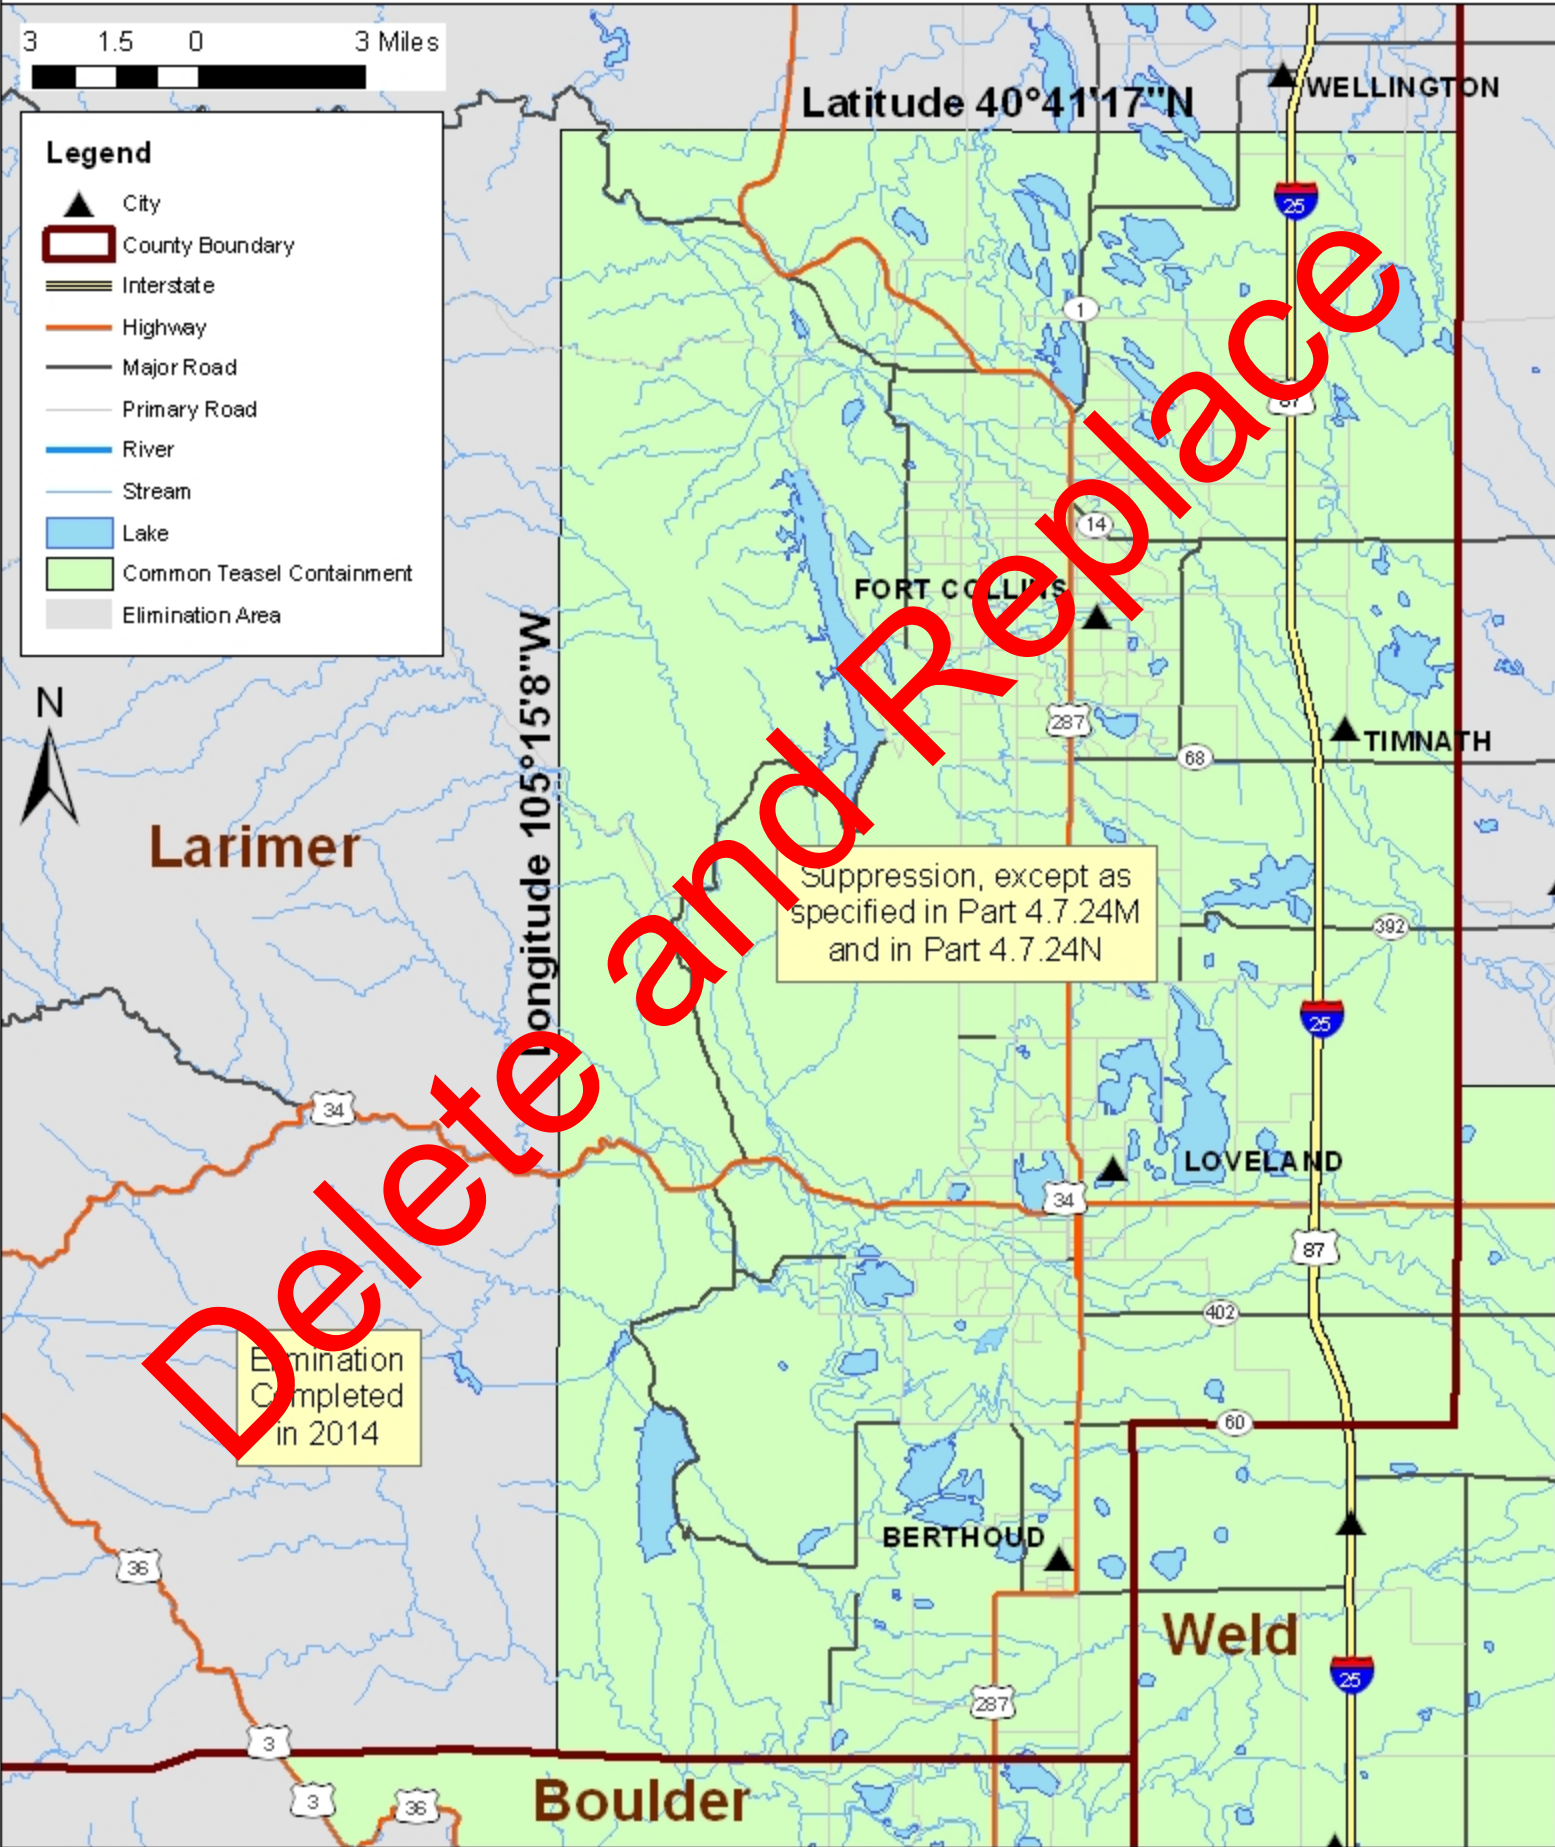 3 1.5 0 3 Miles
Latitude 40°41'17"N
WELLINGTON
Legend
City
County Boundary
Interstate
Highway
Major Road
Primary Road
River
Stream
Lake
Common Teasel Containment
Elimination Area
25
1
87
14
FORT COLLINS
Longitude 105°15'8"W
N
287
TIMNATH
68
Larimer
Suppression, except as
specified in Part 4.7.24M
and in Part 4.7.24N
392
25
Delete and Replace
34
LOVELAND
34
87
402
Elimination
Completed
in 2014
60
BERTHOUD
36
Weld
25
287
3
Boulder
3
36